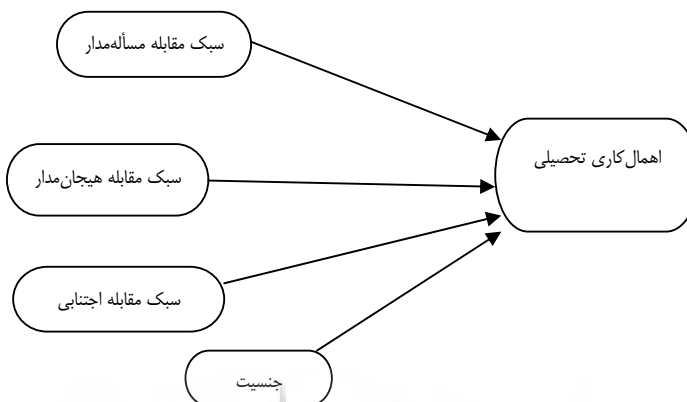 سبک مقابله مسأله‌مدار
اهمال‌کاری تحصیلی
سبک مقابله هیجان‌مدار
سبک مقابله اجتنابی
جنسیت